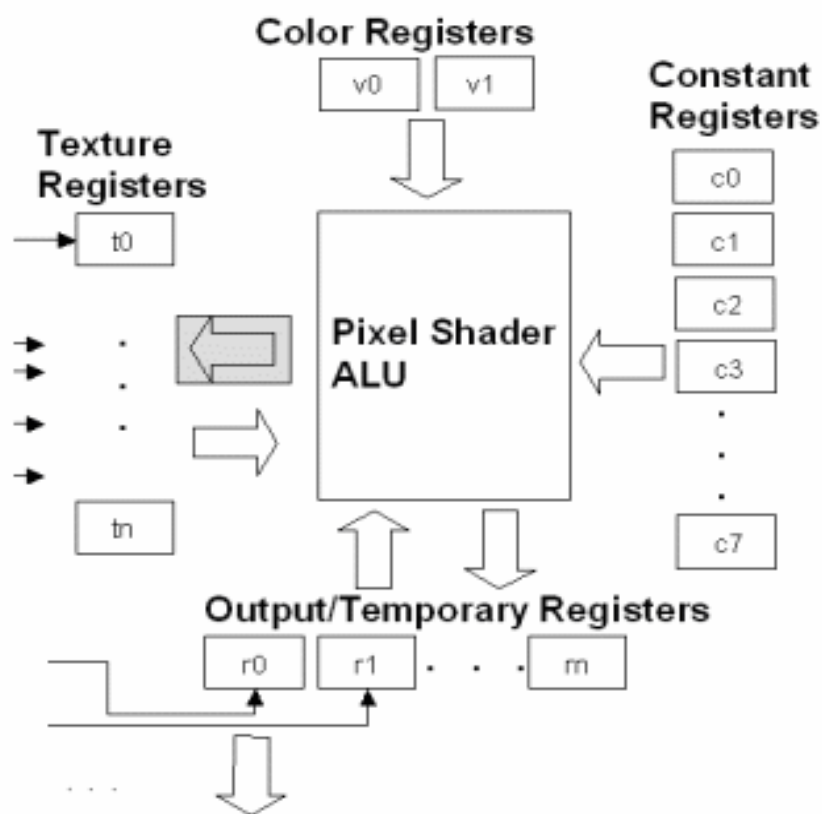 Color Registers
v0 v1
Constant
Registers
Texture
Registers
c0
t0
c1
c2
Pixel Shader
ALU
c3
tn
c7
Output/Temporary Registers
r0 r1 . . . rn
. . .